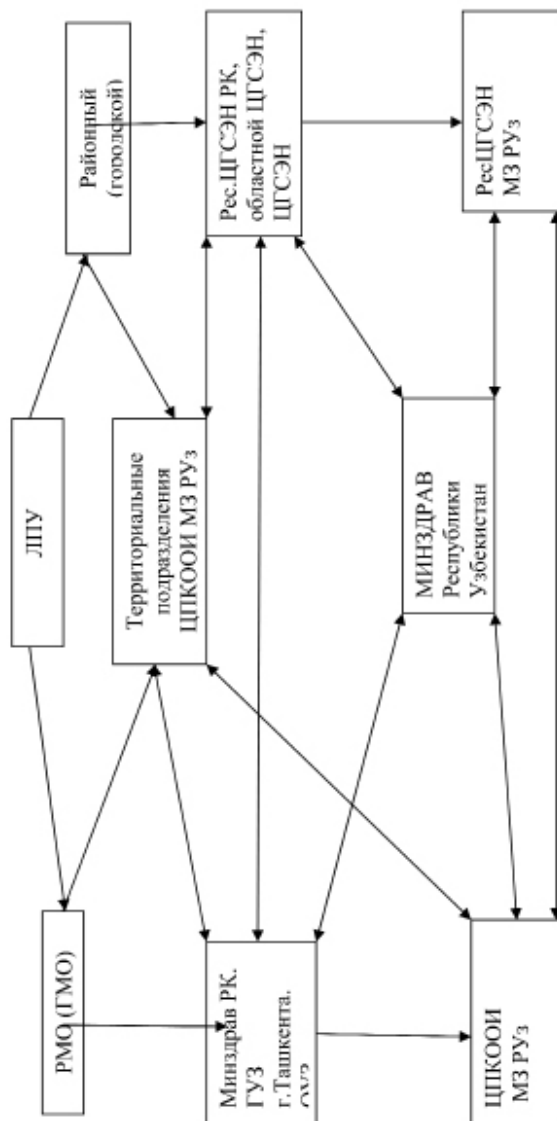 ЛПУ
РМО (ГМО)
Районный
(городской)
Территориальные
подразделения
ЦПКООИ МЗ РУз
Минздрав РК.
ГУЗ
г.Ташкента.
Рес.ЦГСЭН РК,
областной ЦГСЭН,
ЦГСЭН
МИНЗДРАВ
Республики
Узбекистан
ЦПКООИ
МЗ РУз
РесЦГСЭН
МЗ РУз